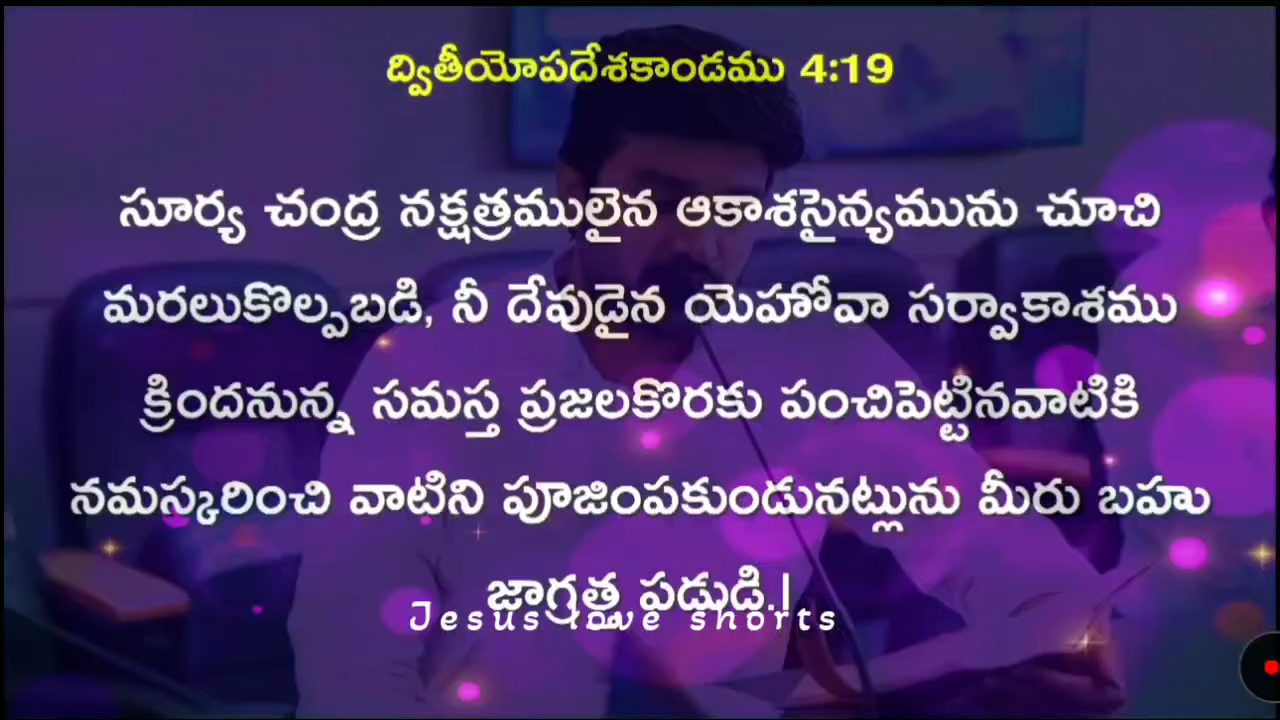 ద్వితీయోపదేశకాండము 4:19
సూర్య చంద్ర నక్షత్రములైన ఆకాశసైన్యమును చూచి
మరలుకొల్పబడి, నీ దేవుడైన యెహోవా సర్వాకాశము
క్రిందనున్న సమస్త ప్రజలకొరకు పంచిపెట్టినవాటికి
నమస్కరించి వాటిని పూజింపకుండునట్లును మీరు బహు
జాగ్రత్త పడుడి.|
Jesus love shorts